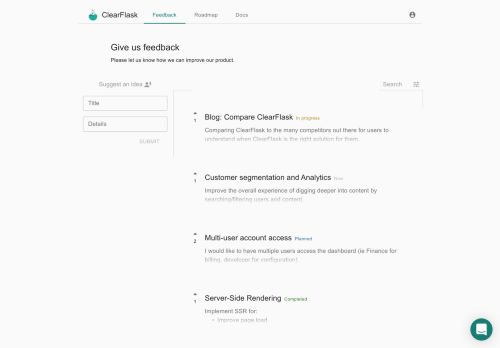 ClearFlask
Feedback
Roadmap
Docs
Give us feedback
Please let us know how we can improve our product.
Suggest an idea
Search
Title
Details
SUBMIT
1
Blog: Compare ClearFlask In progress
Comparing ClearFlask to the many competitors out there for users to
understand when ClearFlask is the right solution for them.
1
Customer segmentation and Analytics New
Improve the overall experience of digging deeper into content by
searching/filtering users and content
2
Multi-user account access Planned
I would like to have multiple users access the dashboard (ie Finance for
billing, developer for configuration)
1
Server-Side Rendering Completed
Implement SSR for:
• Improve page load